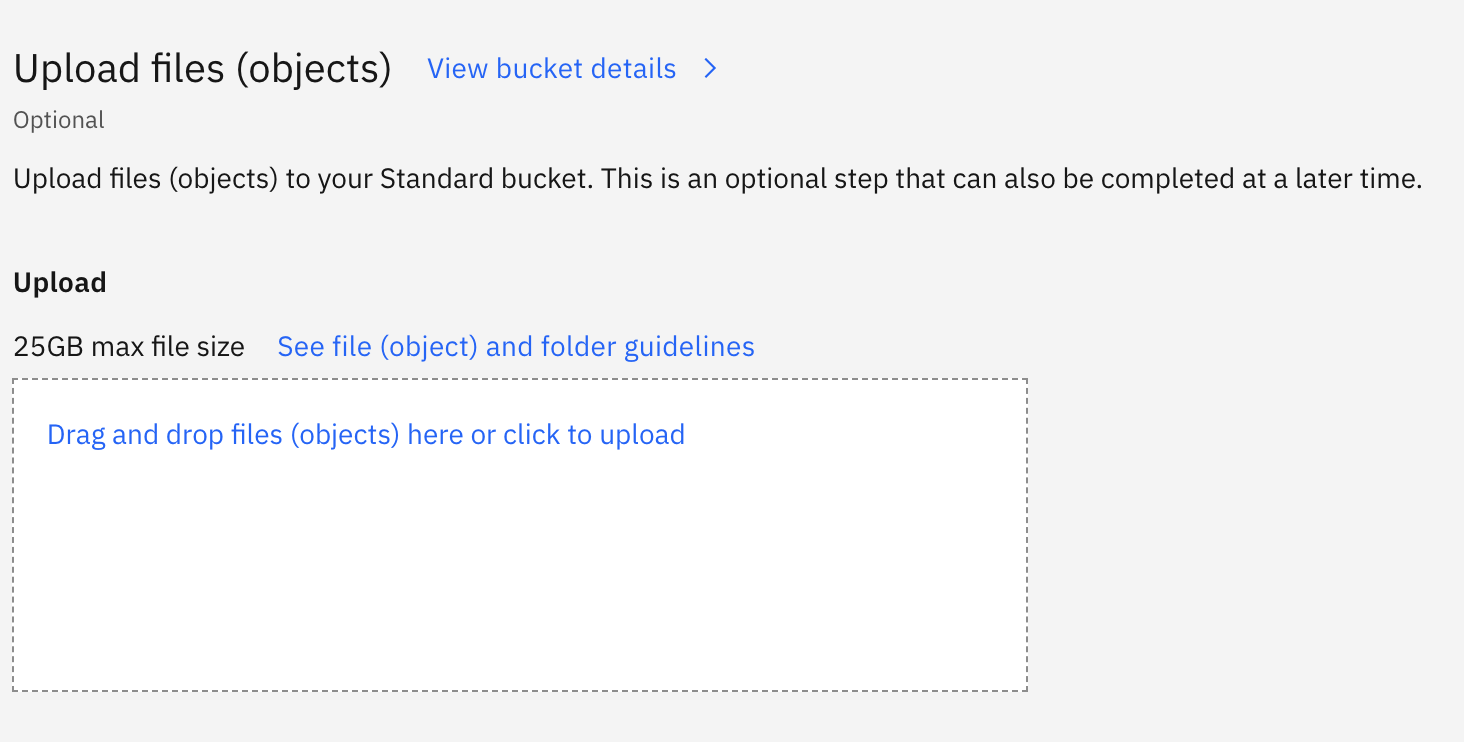 Upload files (objects) View bucket details
Optional
Upload files (objects) to your Standard bucket. This is an optional step that can also be completed at a later time.
Upload
25GB max file size See file (object) and folder guidelines
Drag and drop files (objects) here or click to upload